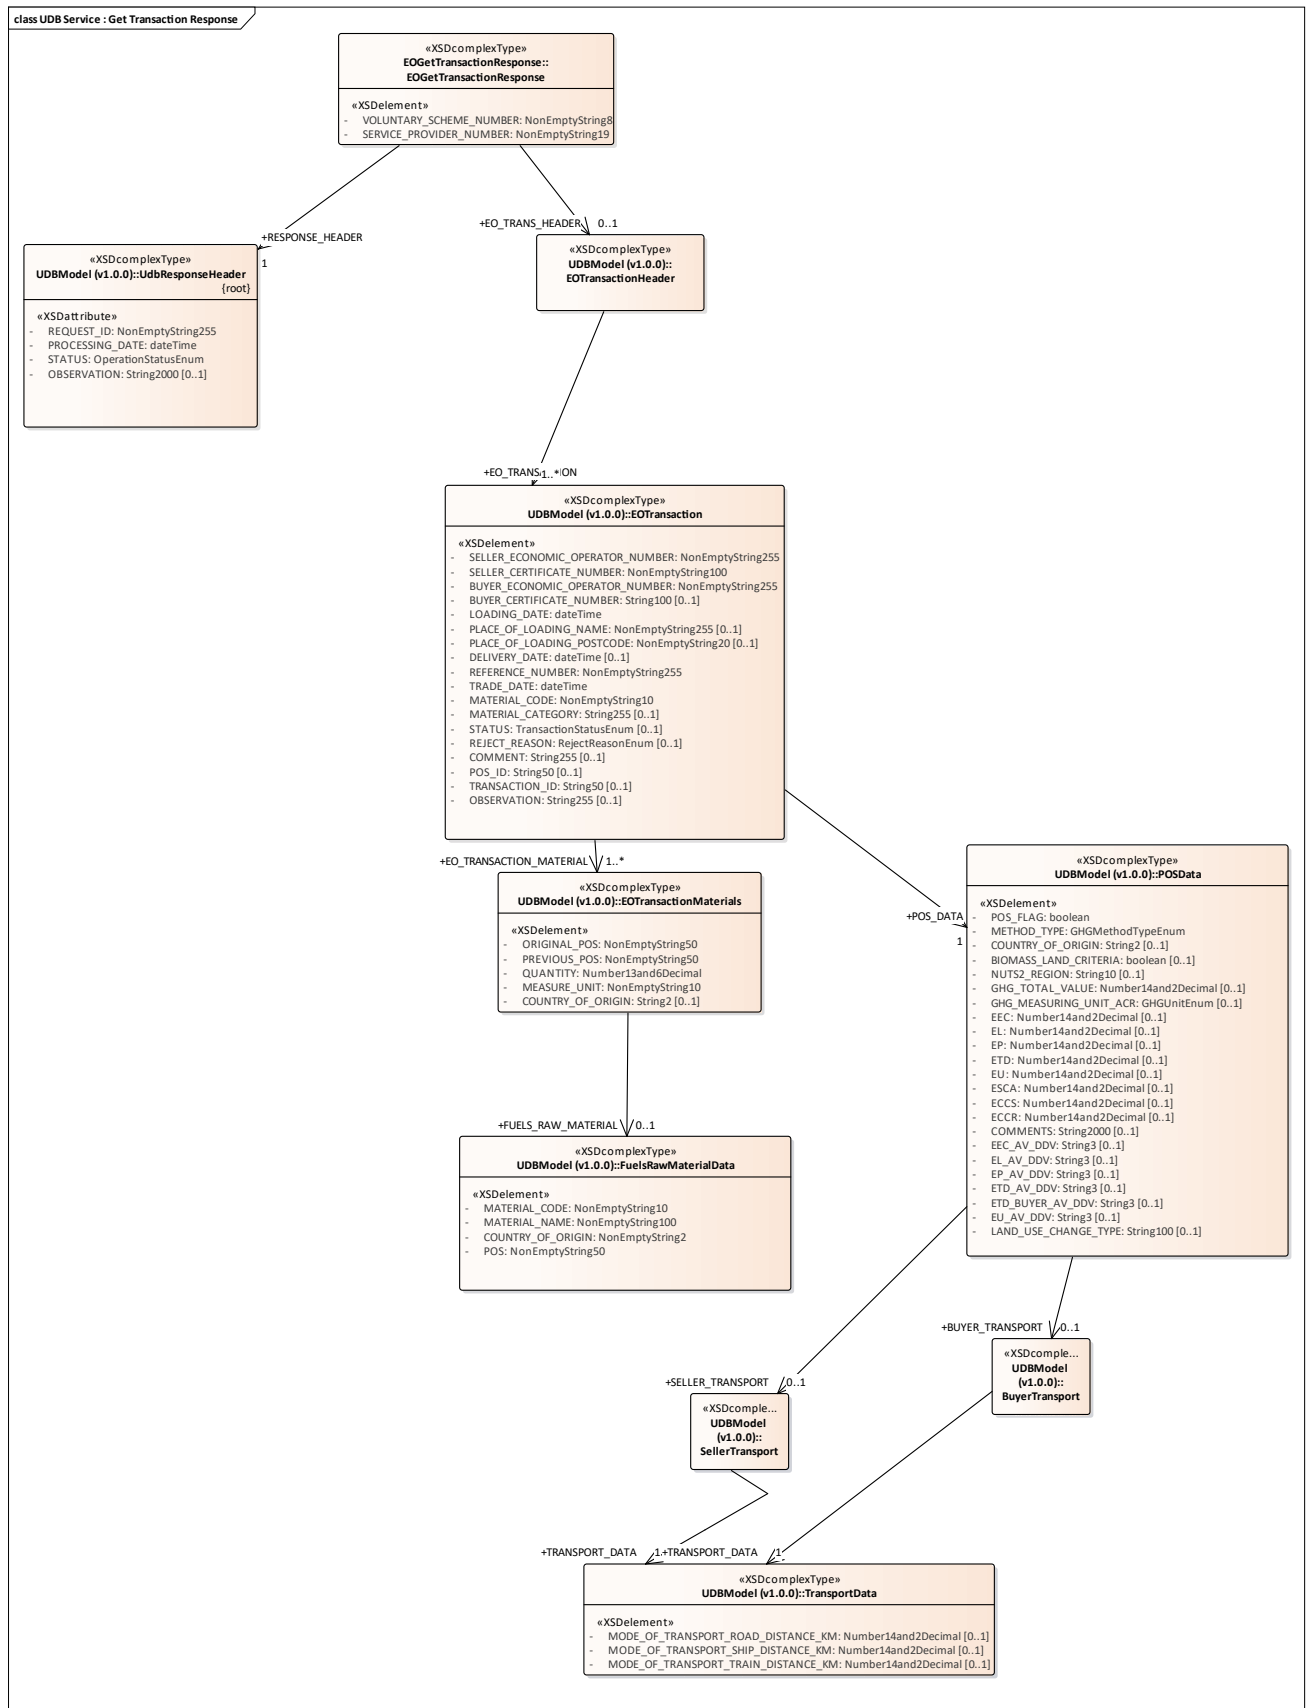 class UDB Service : Get Transaction Response
«XSDcomplexType»
EOGetTransactionResponse::
EOGetTransactionResponse
«XSDelement»
- VOLUNTARY_SCHEME_NUMBER: NonEmptyString8
- SERVICE_PROVIDER_NUMBER: NonEmptyString19
+RESPONSE_HEADER
1
+EO_TRANS_HEADER
0..1
«XSDcomplexType»
UDBModel (v1.0.0)::UdbResponseHeader
{root}
«XSDattribute»
- REQUEST_ID: NonEmptyString255
- PROCESSING_DATE: dateTime
- STATUS: OperationStatusEnum
- OBSERVATION: String2000 [0..1]
«XSDcomplexType»
UDBModel (v1.0.0)::
EOTransactionHeader
1..*
«XSDcomplexType»
UDBModel (v1.0.0)::EOTransaction
«XSDelement»
- SELLER_ECONOMIC_OPERATOR_NUMBER: NonEmptyString255
- SELLER_CERTIFICATE_NUMBER: NonEmptyString100
- BUYER_ECONOMIC_OPERATOR_NUMBER: NonEmptyString255
- BUYER_CERTIFICATE_NUMBER: String100 [0..1]
- LOADING_DATE: dateTime
- PLACE_OF_LOADING_NAME: NonEmptyString255 [0..1]
- PLACE_OF_LOADING_POSTCODE: NonEmptyString20 [0..1]
- DELIVERY_DATE: dateTime [0..1]
- REFERENCE_NUMBER: NonEmptyString255
- TRADE_DATE: dateTime
- MATERIAL_CODE: NonEmptyString10
- MATERIAL_CATEGORY: String255 [0..1]
- STATUS: TransactionStatusEnum [0..1]
- REJECT_REASON: RejectReasonEnum [0..1]
- COMMENT: String255 [0..1]
- POS_ID: String50 [0..1]
- TRANSACTION_ID: String50 [0..1]
- OBSERVATION: String255 [0..1]
+EO_TRANSACTION_MATERIAL
1..*
«XSDcomplexType»
UDBModel (v1.0.0)::EOTransactionMaterials
«XSDelement»
- ORIGINAL_POS: NonEmptyString50
- PREVIOUS_POS: NonEmptyString50
- QUANTITY: Number13and6Decimal
- MEASURE_UNIT: NonEmptyString10
- COUNTRY_OF_ORIGIN: String2 [0..1]
+POS_DATA
1
«XSDcomplexType»
UDBModel (v1.0.0)::POSData
«XSDelement»
- POS_FLAG: boolean
- METHOD_TYPE: GHGMethodTypeEnum
- COUNTRY_OF_ORIGIN: String2 [0..1]
- BIOMASS_LAND_CRITERIA: boolean [0..1]
- NUTS2_REGION: String10 [0..1]
- GHG_TOTAL_VALUE: Number14and2Decimal [0..1]
- GHG_MEASURING_UNIT_ACR: GHGUnitEnum [0..1]
- EEC: Number14and2Decimal [0..1]
- EL: Number14and2Decimal [0..1]
- EP: Number14and2Decimal [0..1]
- ETD: Number14and2Decimal [0..1]
- EU: Number14and2Decimal [0..1]
- ESCA: Number14and2Decimal [0..1]
- ECCS: Number14and2Decimal [0..1]
- ECCR: Number14and2Decimal [0..1]
- COMMENTS: String2000 [0..1]
- EEC_AV_DDV: String3 [0..1]
- EL_AV_DDV: String3 [0..1]
- EP_AV_DDV: String3 [0..1]
- ETD_AV_DDV: String3 [0..1]
- ETD_BUYER_AV_DDV: String3 [0..1]
- EU_AV_DDV: String3 [0..1]
- LAND_USE_CHANGE_TYPE: String100 [0..1]
+FUELS_RAW_MATERIAL
0..1
«XSDcomplexType»
UDBModel (v1.0.0)::FuelsRawMaterialData
«XSDelement»
- MATERIAL_CODE: NonEmptyString10
- MATERIAL_NAME: NonEmptyString100
- COUNTRY_OF_ORIGIN: NonEmptyString2
- POS: NonEmptyString50
+BUYER_TRANSPORT
0..1
«XSDcomple...
UDBModel
(v1.0.0)::
BuyerTransport
+SELLER_TRANSPORT
0..1
«XSDcomple...
UDBModel
(v1.0.0)::
SellerTransport
+TRANSPORT_DATA
1
+TRANSPORT_DATA
1
«XSDcomplexType»
UDBModel (v1.0.0)::TransportData
«XSDelement»
- MODE_OF_TRANSPORT_ROAD_DISTANCE_KM: Number14and2Decimal [0..1]
- MODE_OF_TRANSPORT_SHIP_DISTANCE_KM: Number14and2Decimal [0..1]
- MODE_OF_TRANSPORT_TRAIN_DISTANCE_KM: Number14and2Decimal [0..1]